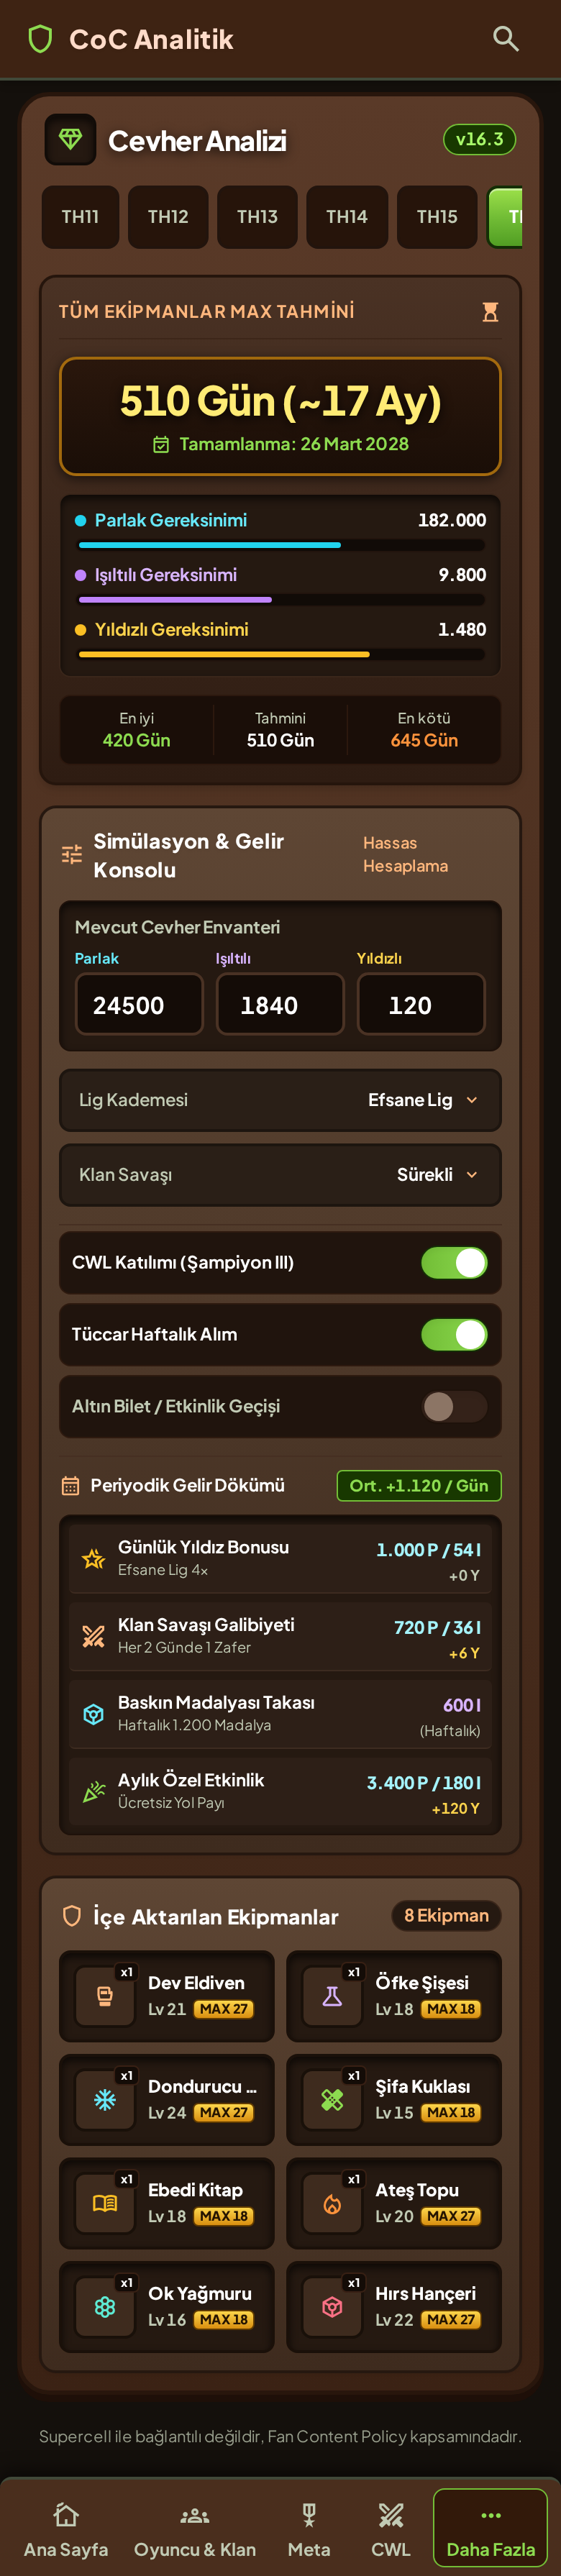 CoC Analitik
Cevher Analizi
v16.3
TH11
TH12
TH13
TH14
TH15
TÜM EKİPMANLAR MAX TAHMİNİ
510 Gün (~17 Ay)
Tamamlanma: 26 Mart 2028
Parlak Gereksinimi 182.000
Işıltılı Gereksinimi 9.800
Yıldızlı Gereksinimi 1.480
En iyi
420 Gün
Tahmini
510 Gün
En kötü
645 Gün
Simülasyon & Gelir
Konsolu
Hassas
Hesaplama
Mevcut Cevher Envanteri
Parlak
Işıltılı
Yıldızlı
24500
1840
120
Lig Kademesi Efsane Lig
Klan Savaşı Sürekli
CWL Katılımı (Şampiyon III)
Tüccar Haftalık Alım
Altın Bilet / Etkinlik Geçişi
Periyodik Gelir Dökümü
Ort. +1.120 / Gün
Günlük Yıldız Bonusu
Efsane Lig 4×
1.000 P / 54 I
+0 Y
Klan Savaşı Galibiyeti
Her 2 Günde 1 Zafer
720 P / 36 I
+6 Y
Baskın Madalyası Takası
Haftalık 1.200 Madalya
600 I
(Haftalık)
Aylık Özel Etkinlik
Ücretsiz Yol Payı
3.400 P / 180 I
+120 Y
İçe Aktarılan Ekipmanlar
8 Ekipman
x1
Dev Eldiven
Lv 21 MAX 27
x1
Öfke Şişesi
Lv 18 MAX 18
x1
Dondurucu ...
Lv 24 MAX 27
x1
Şifa Kuklası
Lv 15 MAX 18
x1
Ebedi Kitap
Lv 18 MAX 18
x1
Ateş Topu
Lv 20 MAX 27
x1
Ok Yağmuru
Lv 16 MAX 18
x1
Hırs Hançeri
Lv 22 MAX 27
Supercell ile bağlantılı değildir, Fan Content Policy kapsamındadır.
Ana Sayfa
Oyuncu & Klan
Meta
CWL
Daha Fazla